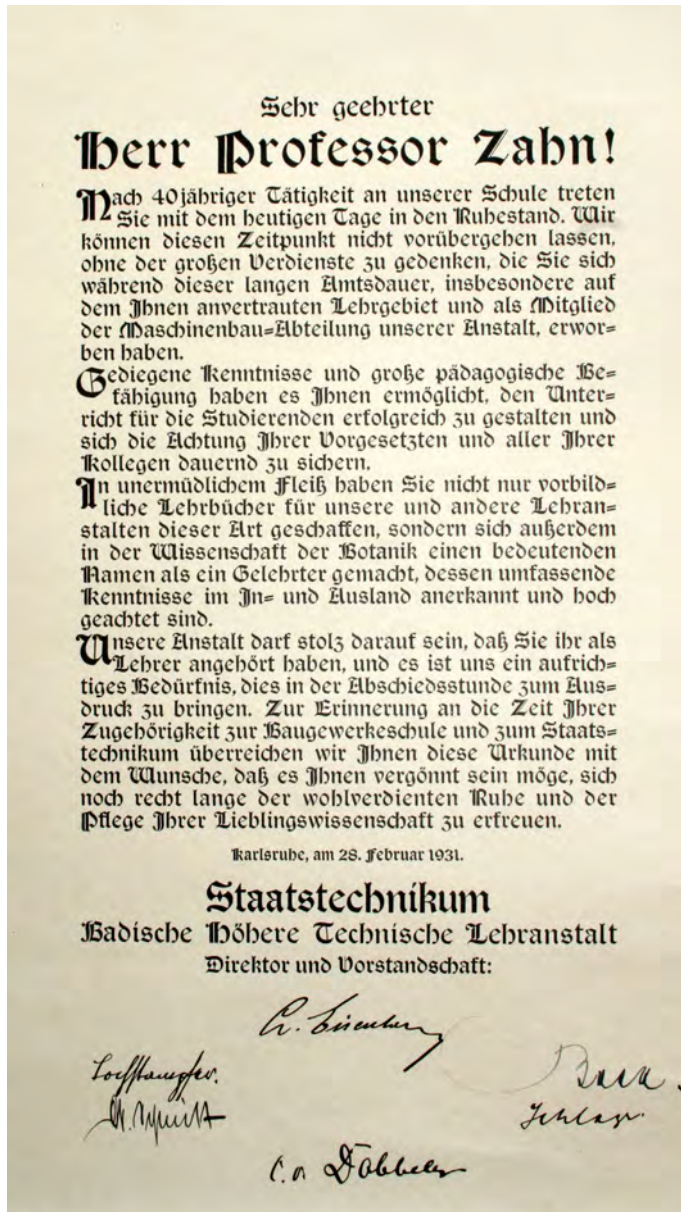 Sehr geehrter
Herr Professor Zahn!
Nach 40jähriger Tätigkeit an unserer Schule treten
Sie mit dem heutigen Tage in den Ruhestand. Wir
können diesen Zeitpunkt nicht vorübergehen lassen,
ohne der großen Verdienste zu gedenken, die Sie sich
während dieser langen Amtsdauer, insbesondere auf
dem Ihnen anvertrauten Lehrgebiet und als Mitglied
der Maschinenbau=Abteilung unserer Anstalt, erwor=
ben haben.
Gediegene Kenntnisse und große pädagogische Be=
fähigung haben es Ihnen ermöglicht, den Unter=
richt für die Studierenden erfolgreich zu gestalten und
sich die Achtung Ihrer Vorgesetzten und aller Ihrer
Kollegen dauernd zu sichern.
In unermüdlichem Fleiß haben Sie nicht nur vorbild=
liche Lehrbücher für unsere und andere Lehran=
stalten dieser Art geschaffen, sondern sich außerdem
in der Wissenschaft der Botanik einen bedeutenden
Namen als ein Gelehrter gemacht, dessen umfassende
Kenntnisse im In= und Ausland anerkannt und hoch
geachtet sind.
Unsere Anstalt darf stolz darauf sein, daß Sie ihr als
Lehrer angehört haben, und es ist uns ein aufrich=
tiges Bedürfnis, dies in der Abschiedsstunde zum Aus=
druck zu bringen. Zur Erinnerung an die Zeit Ihrer
Zugehörigkeit zur Baugewerkeschule und zum Staats=
technikum überreichen wir Ihnen diese Urkunde mit
dem Wunsche, daß es Ihnen vergönnt sein möge, sich
noch recht lange der wohlverdienten Ruhe und der
Pflege Ihrer Lieblingswissenschaft zu erfreuen.
Karlsruhe, am 28. Februar 1931.
Staatstechnikum
Badische Höhere Technische Lehranstalt
Direktor und Vorstandschaft: